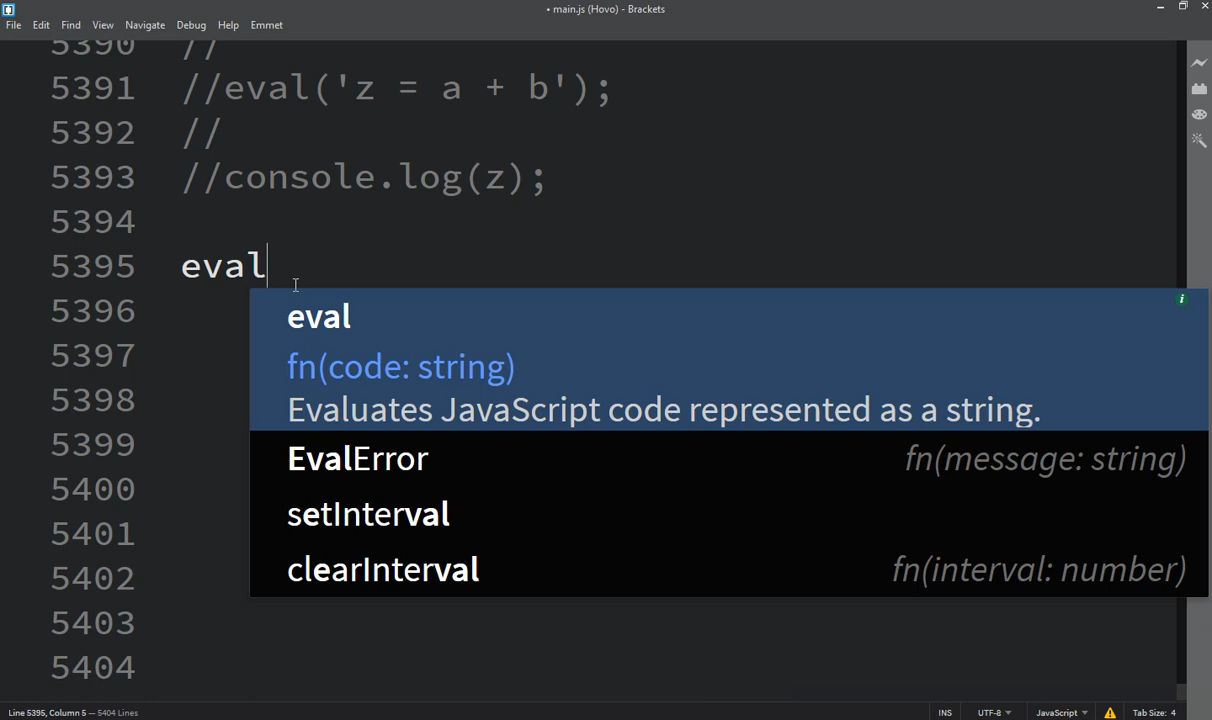 • main.js (Hovo) - Brackets
File Edit Find View Navigate Debug Help Emmet
5390 //
5391 //eval('z = a + b');
5392 //
5393 //console.log(z);
5394
5395 eval
5396
5397
5398
5399
5400
5401
5402
5403
5404
eval
fn(code: string)
Evaluates JavaScript code represented as a string.
EvalError fn(message: string)
setInterval
clearInterval fn(interval: number)
Line 5395, Column 5 — 5404 Lines INS UTF-8 JavaScript Tab Size: 4